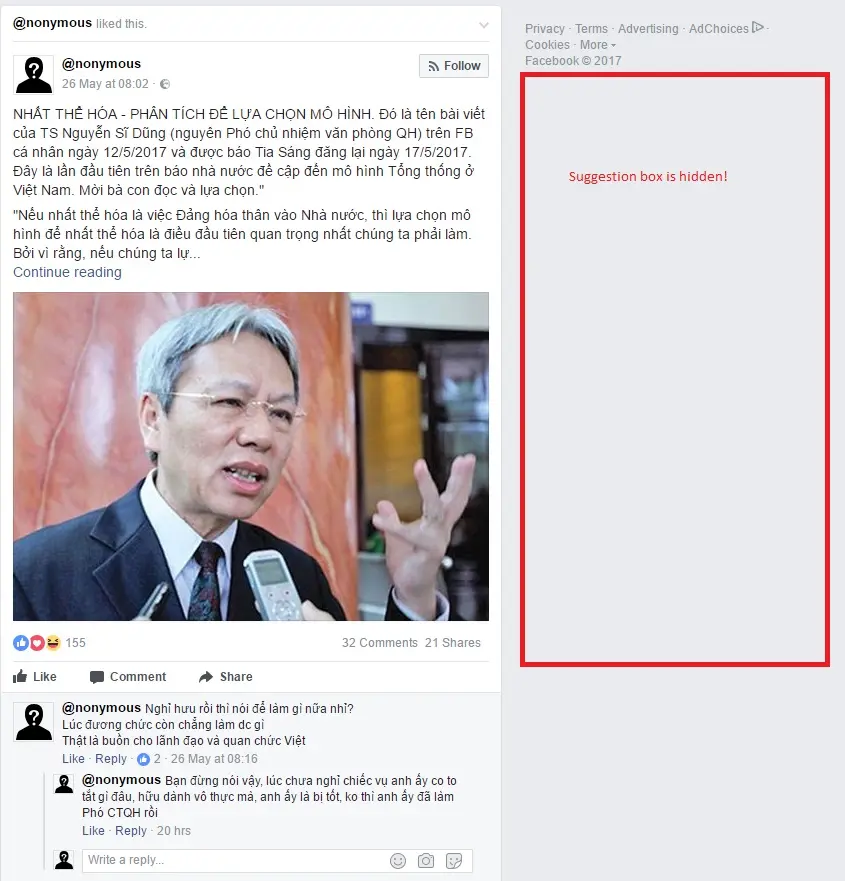 @nonymous liked this.
@nonymous
Follow
26 May at 08:02 ·
NHẤT THỂ HÓA - PHÂN TÍCH ĐỂ LỰA CHỌN MÔ HÌNH. Đó là tên bài viết
của TS Nguyễn Sĩ Dũng (nguyên Phó chủ nhiệm văn phòng QH) trên FB
cá nhân ngày 12/5/2017 và được báo Tia Sáng đăng lại ngày 17/5/2017.
Đây là lần đầu tiên trên báo nhà nước đề cập đến mô hình Tổng thống ở
Việt Nam. Mời bà con đọc và lựa chọn."
"Nếu nhất thể hóa là việc Đảng hóa thân vào Nhà nước, thì lựa chọn mô
hình để nhất thể hóa là điều đầu tiên quan trọng nhất chúng ta phải làm.
Bởi vì rằng, nếu chúng ta lự...
Continue reading
155
32 Comments 21 Shares
Like Comment Share
@nonymous Nghỉ hưu rồi thì nói để làm gì nữa nhỉ?
Lúc đương chức còn chẳng làm dc gì
Thật là buồn cho lãnh đạo và quan chức Việt
Like · Reply · 2 · 26 May at 08:16
@nonymous Bạn đừng nói vậy, lúc chưa nghỉ chiếc vụ anh ấy co to
tắt gì đâu, hữu dành vô thực mà, anh ấy là bị tốt, ko thì anh ấy đã làm
Phó CTQH rồi
Like · Reply · 20 hrs
Write a reply...
Privacy · Terms · Advertising · AdChoices ·
Cookies · More
Facebook © 2017
Suggestion box is hidden!